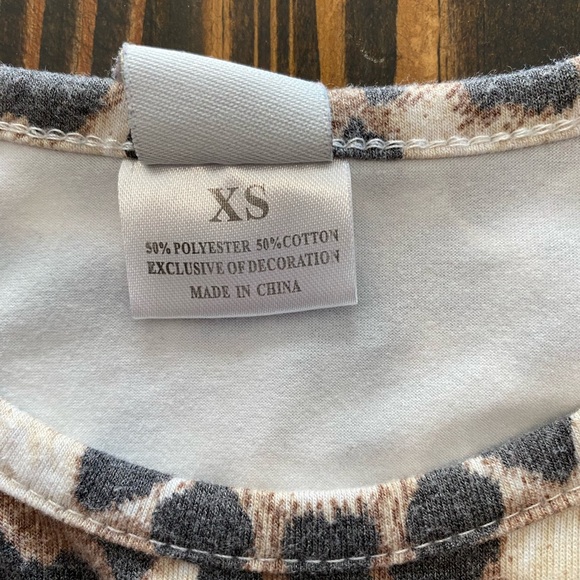 XS
50% POLYESTER 50% COTTON
EXCLUSIVE OF DECORATION
MADE IN CHINA